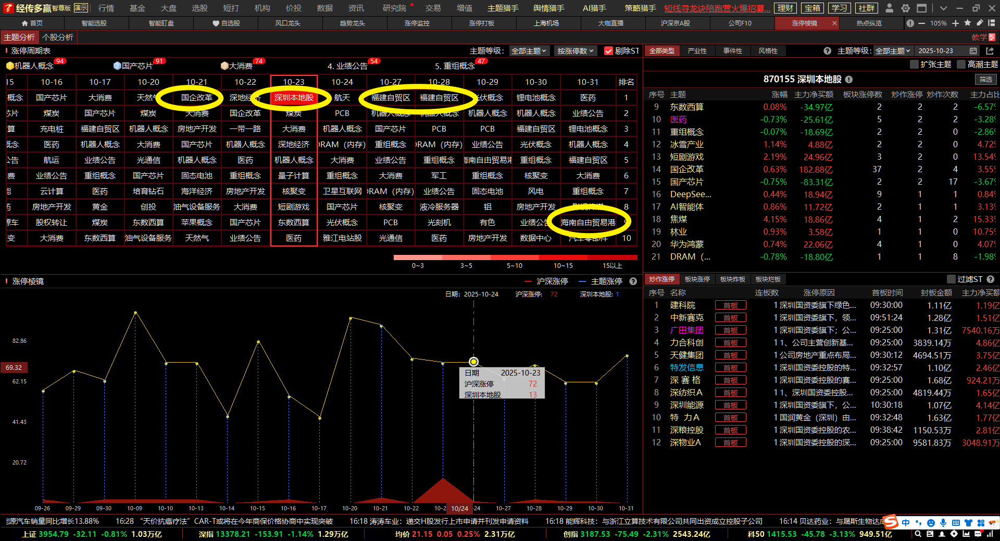 经传多赢 智尊版 演示 行情 基金 大盘 选股 短打 机构 价投 数据 资讯 研究院 交易 增值 主题猎手 舆情猎手 AI猎手 策略猎手 短线寻龙诀陪跑营火爆招募... 理财 宝箱 学习 社群
首页 智能选股 智能盯盘 自选股 风口龙头 趋势龙头 涨停监控 涨停打板 上海机场 大咖直播 沪深京A股 公司F10 涨停棱镜 热点纵览 105%
主题分析 个股分析 教学
涨停周期表 主题等级: 全部主题 按涨停数 剔除ST
机器人概念 94 国产芯片 91 大消费 74 4. 业绩公告 54 5. 重组概念 47
15 10-16 10-17 10-20 10-21 10-22 10-23 10-24 10-27 10-28 10-29 10-30 10-31 排名
概念 国产芯片 大消费 天然气 国企改革 深地经济 深圳本地股 航天 福建自贸区 福建自贸区 光伏概念 锂电池概念 医药 1
芯片 煤炭 国产芯片 煤炭 大消费 国企改革 煤炭 PCB 机器人概念 机器人概念 机器人概念 机器人概念 业绩公告 2
算 充电桩 福建自贸区 机器人概念 房地产开发 一带一路 大消费 机器人概念 国产芯片 PCB PCB 福建自贸区 锂电池概念 3
概念 医药 机器人概念 大消费 国产芯片 机器人概念 深地经济 DRAM（内存） 重组概念 DRAM（内存） 业绩公告 光伏概念 机器人概念 4
公告 航运 业绩公告 光通信 机器人概念 医药 机器人概念 大消费 业绩公告 重组概念 海南自由贸易港 重组概念 福建自贸区 5
费 业绩公告 重组概念 国产芯片 固态电池 重组概念 量子计算 重组概念 大消费 军工 重组概念 核聚变 大消费 6
云计算 医药 培育钻石 海洋经济 房地产开发 核聚变 卫星互联网 DRAM（内存） 业绩公告 固态电池 风电 重组概念 7
药 房地产开发 黄金 创投 油气设备服务 大消费 短剧游戏 国产芯片 核聚变 液冷服务器 铝 房地产开发 8
源车 股权转让 煤炭 东数西算 苹果概念 国产芯片 东数西算 光伏概念 PCB 光刻机 有色 业绩公告 海南自由贸易港 9
变 大消费 东数西算 油气设备服务 天然气 业绩公告 医药 雅江电站股 光通信 医药 房地产开发 数据中心 汽车零部件 10
0~3 3~5 5~10 10~15 15以上
涨停棱镜 沪深涨停 主题涨停
日期: 2025-10-24 沪深涨停: 72 深圳本地股: 1
82.86
69.32
62.15
41.43
20.72
日期 2025-10-23
沪深涨停 72
深圳本地股 13
09-26 09-29 09-30 10-09 10-10 10-13 10-14 10-15 10-16 10-17 10-20 10-21 10-22 10-2 10/24 -24 10-27 10-28 10-29 10-30 10-31
全部类型 产业性 事件性 风格性 主题等级: 全部主题 2025-10-23
扩张主题 高潮主题
870155 深圳本地股 筛选
序号 主题 涨幅 主力净买额 板块涨停数 炒作涨停 炒作次数 主力占比
9 东数西算 0.08% -34.97亿 2 2 2 -6.57%
10 医药 -0.73% -25.61亿 5 2 2 -3.28%
11 重组概念 -0.07% -18.69亿 2 2 0 -2.86%
12 冰雪产业 1.14% 4.88亿 2 2 0 4.72%
13 短剧游戏 2.19% 24.96亿 3 2 0 13.54%
14 国企改革 0.63% 182.88亿 37 2 4 3.55%
15 国产芯片 -0.75% -83.31亿 2 2 17 -3.67%
16 DeepSee... 0.44% 18.94亿 9 1 1 0.84%
17 AI智能体 0.86% 11.72亿 2 1 1 3.13%
18 焦煤 4.15% 18.86亿 4 1 2 15.33%
19 林业 0.93% 3.58亿 1 1 0 10.75%
20 华为鸿蒙 0.74% 22.06亿 4 1 0 4.07%
21 DRAM（... -0.78% -18.80亿 1 1 8 -1.98%
炒作涨停 板块涨停 板块炸板 板块烂板 过滤ST
序号 名称 连板数 涨停原因 首板时间 封板金额 主力净买额
1 建科院 首板 1 深圳国资委旗下绿色... 09:30:00 1.11亿 1.19亿
2 中新赛克 首板 1 深圳国资委旗下，领... 09:51:24 1.28亿 1.51亿
3 广田集团 首板 1 深圳国资委旗下；公... 09:25:00 1.31亿 7540.16万
4 力合科创 首板 1 1、公司主营创新基... 09:25:00 3839.14万 4.86亿
5 天健集团 首板 1 公司房地产重点布局... 09:30:12 4694.51万 3.75亿
6 特发信息 首板 1 深圳国资委控股的特... 09:32:57 1.10亿 2.46亿
7 深 赛 格 首板 1 深圳国资委控股的赛... 09:25:00 1.68亿 924.21万
8 深纺织A 首板 1 1、深圳国资委控股... 09:25:00 4819.44万 1.65亿
9 深圳能源 首板 1 深圳国资委旗下，公... 10:30:18 1.07亿 4.14亿
10 特 力A 首板 1 国润黄金（深圳）由... 09:32:48 1.63亿 1.77亿
11 深粮控股 首板 1 深圳国资委控股的农... 09:38:42 1150.53万 2.81亿
12 深物业A 首板 1 深圳国资委控股的深... 09:25:00 9581.83万 3048.91万
能源汽车销量同比增长13.88% 16:28 “天价抗癌疗法”CAR-T或将在今年商保价格协商中实现突破 16:18 涛涛车业：递交H股发行上市申请并刊发申请资料 16:18 能辉科技：与浙江立算技术有限公司共同出资成立控股子公司 16:14 贝达药业：与晟斯生物达成
中
上证 3954.79 -32.11 -0.81% 1.03万亿 深指 13378.21 -153.91 -1.14% 1.29万亿 均价 21.15 0.05 0.25% 2.31万亿 创指 3187.53 -75.49 -2.31% 2543.24亿 科50 1415.53 -45.78 -3.13% 949.51亿